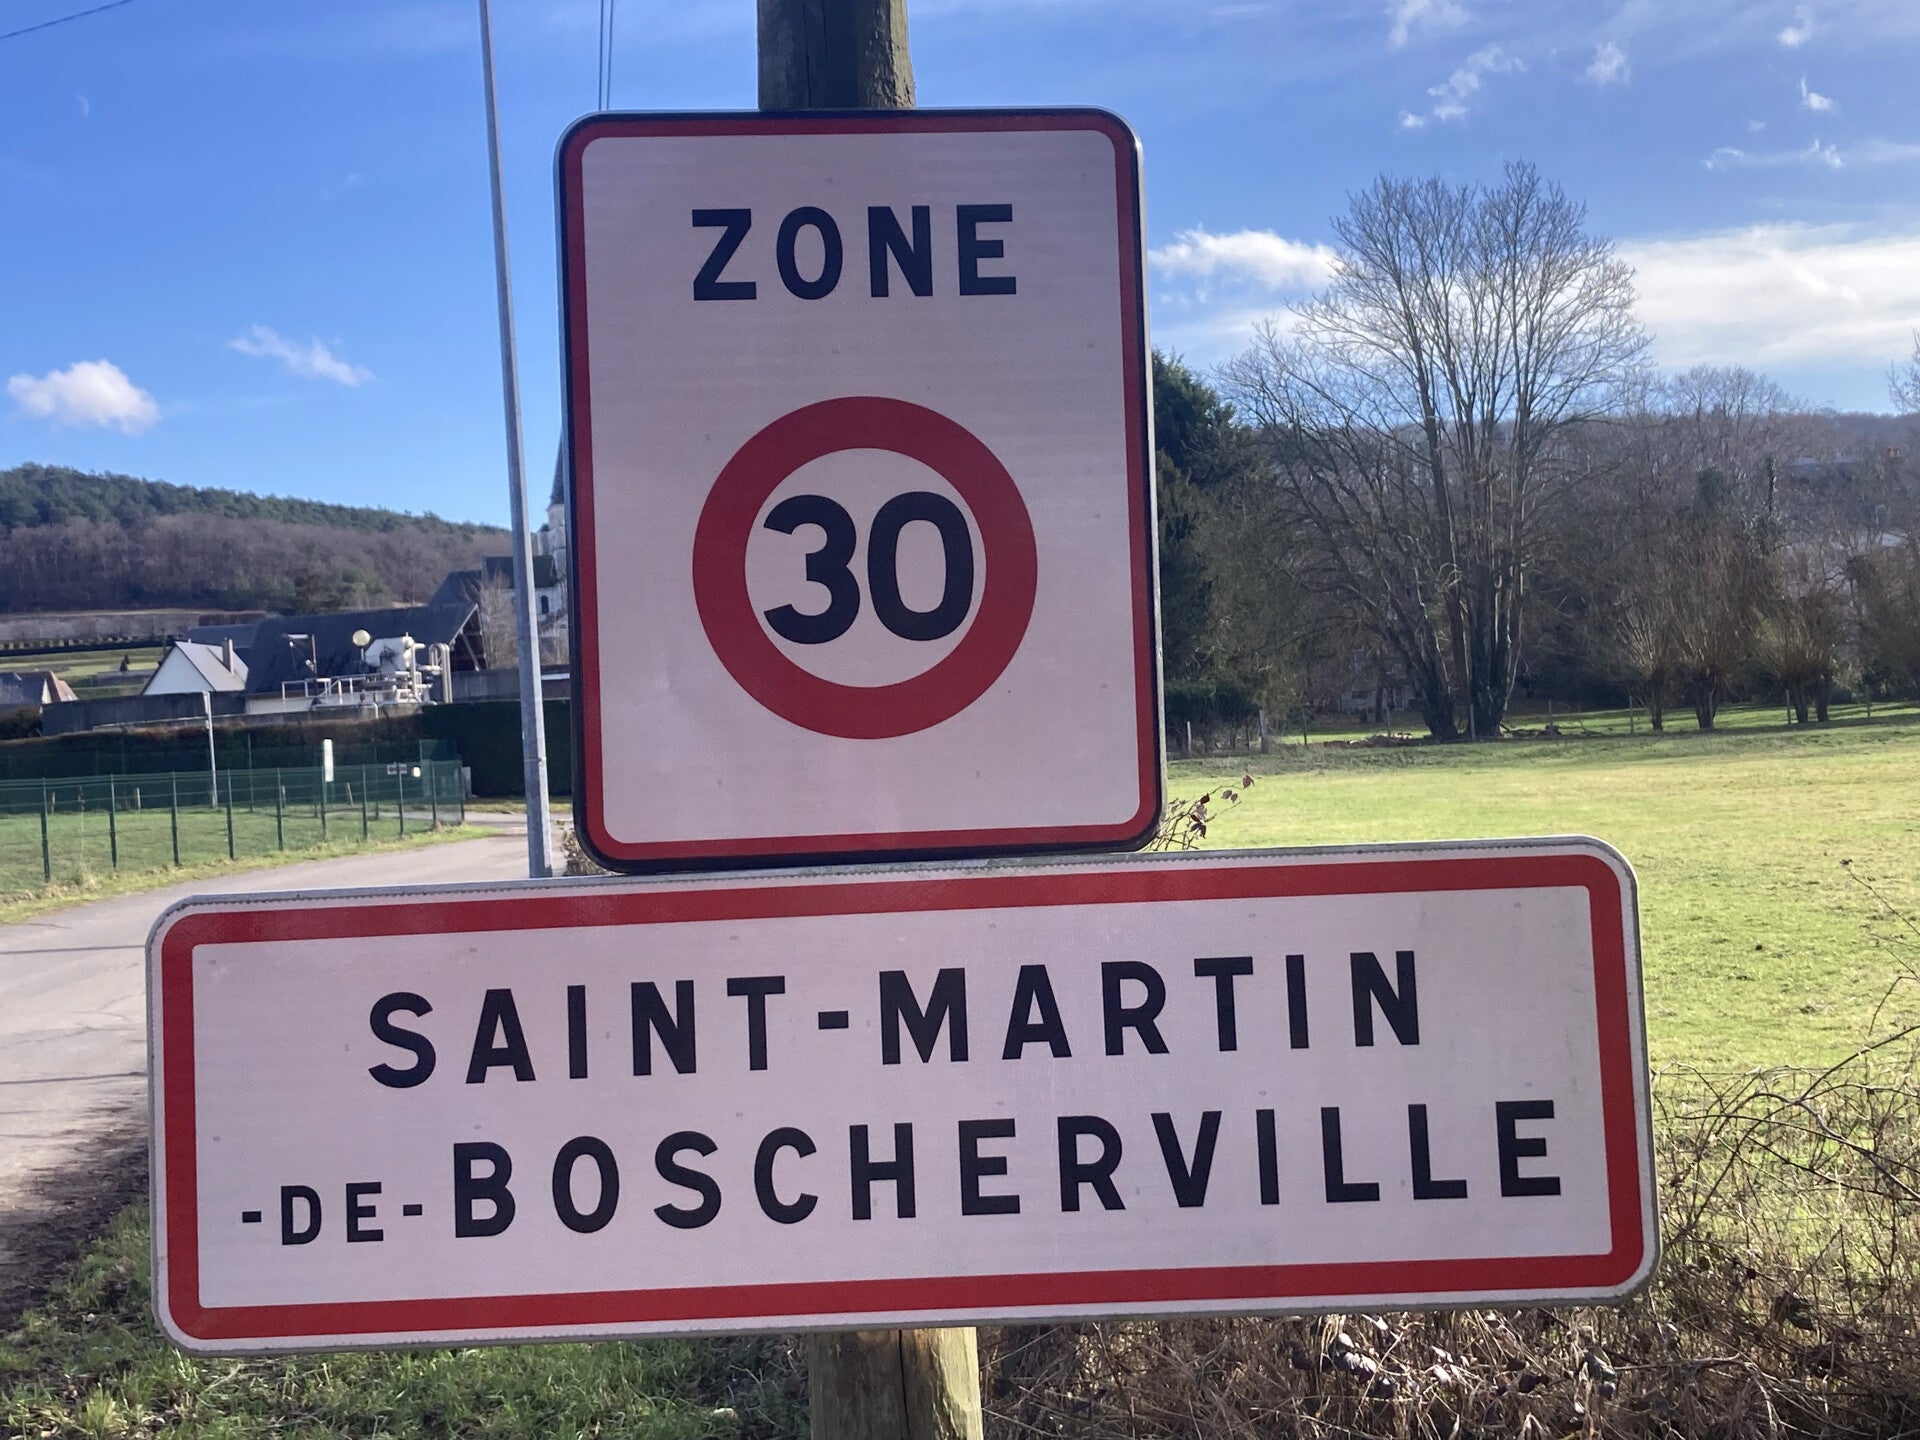 ZONE
30
SAINT-MARTIN
-DE-BOSCHERVILLE